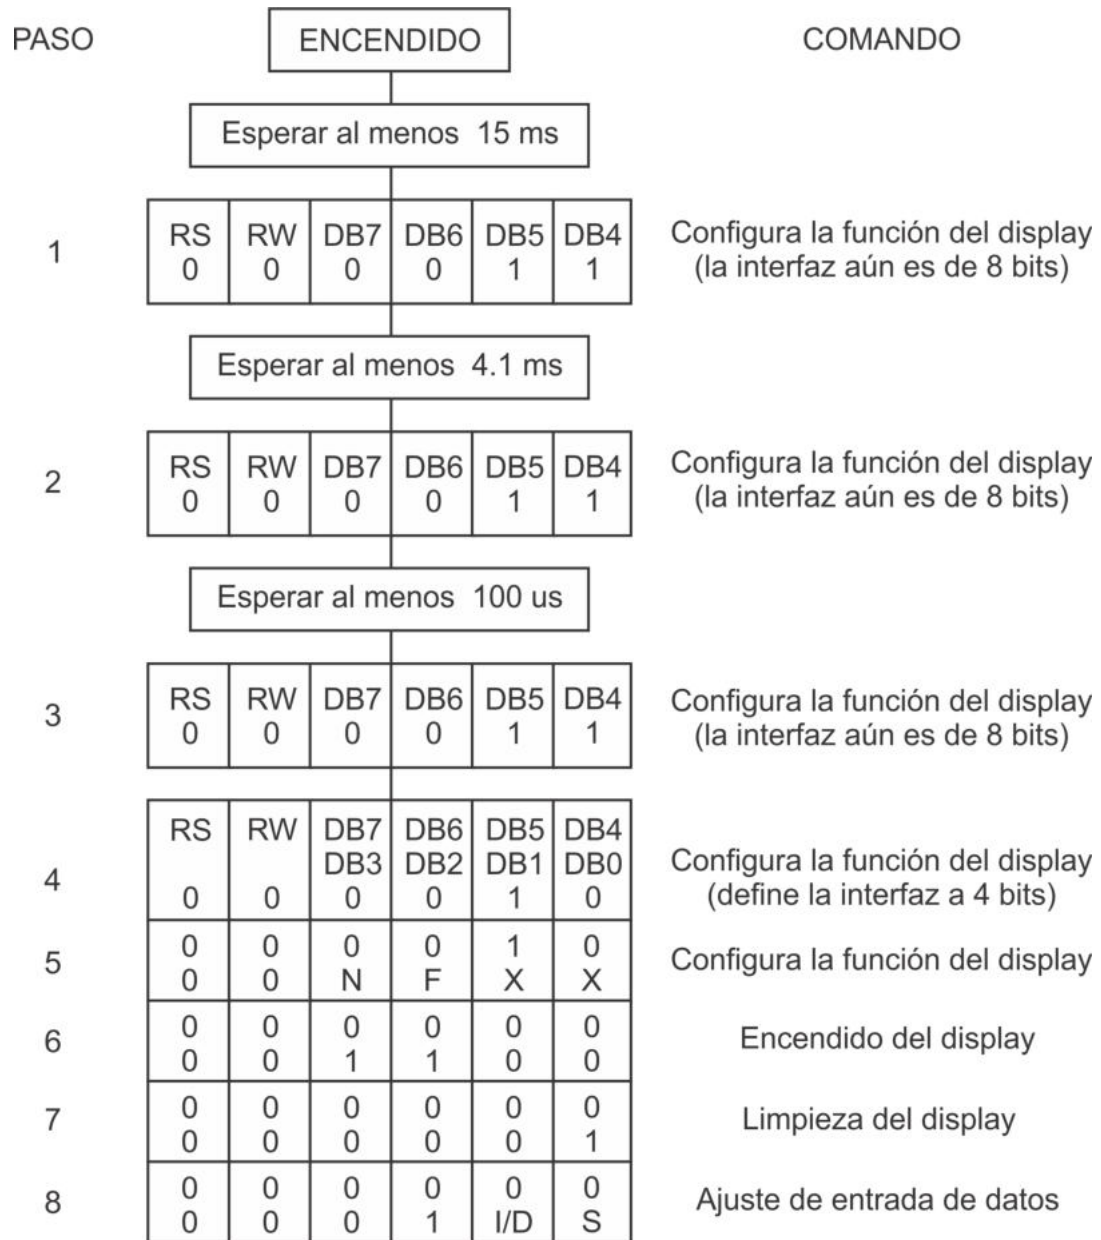 PASO ENCENDIDO COMANDO
Esperar al menos 15 ms
RS RW DB7 DB6 DB5 DB4 Configura la función del display
1 0 0 0 0 1 1 (la interfaz aún es de 8 bits)
Esperar al menos 4.1 ms
RS RW DB7 DB6 DB5 DB4 Configura la función del display
2 0 0 0 0 1 1 (la interfaz aún es de 8 bits)
Esperar al menos 100 us
RS RW DB7 DB6 DB5 DB4 Configura la función del display
3 0 0 0 0 1 1 (la interfaz aún es de 8 bits)
RS RW DB7 DB6 DB5 DB4
DB3 DB2 DB1 DB0 Configura la función del display
4 0 0 0 0 1 0 (define la interfaz a 4 bits)
0 0 0 0 1 0
5 0 0 N F X X Configura la función del display
0 0 0 0 0 0
6 0 0 1 1 0 0 Encendido del display
0 0 0 0 0 0
7 0 0 0 0 0 1 Limpieza del display
0 0 0 0 0 0
8 0 0 0 1 I/D S Ajuste de entrada de datos